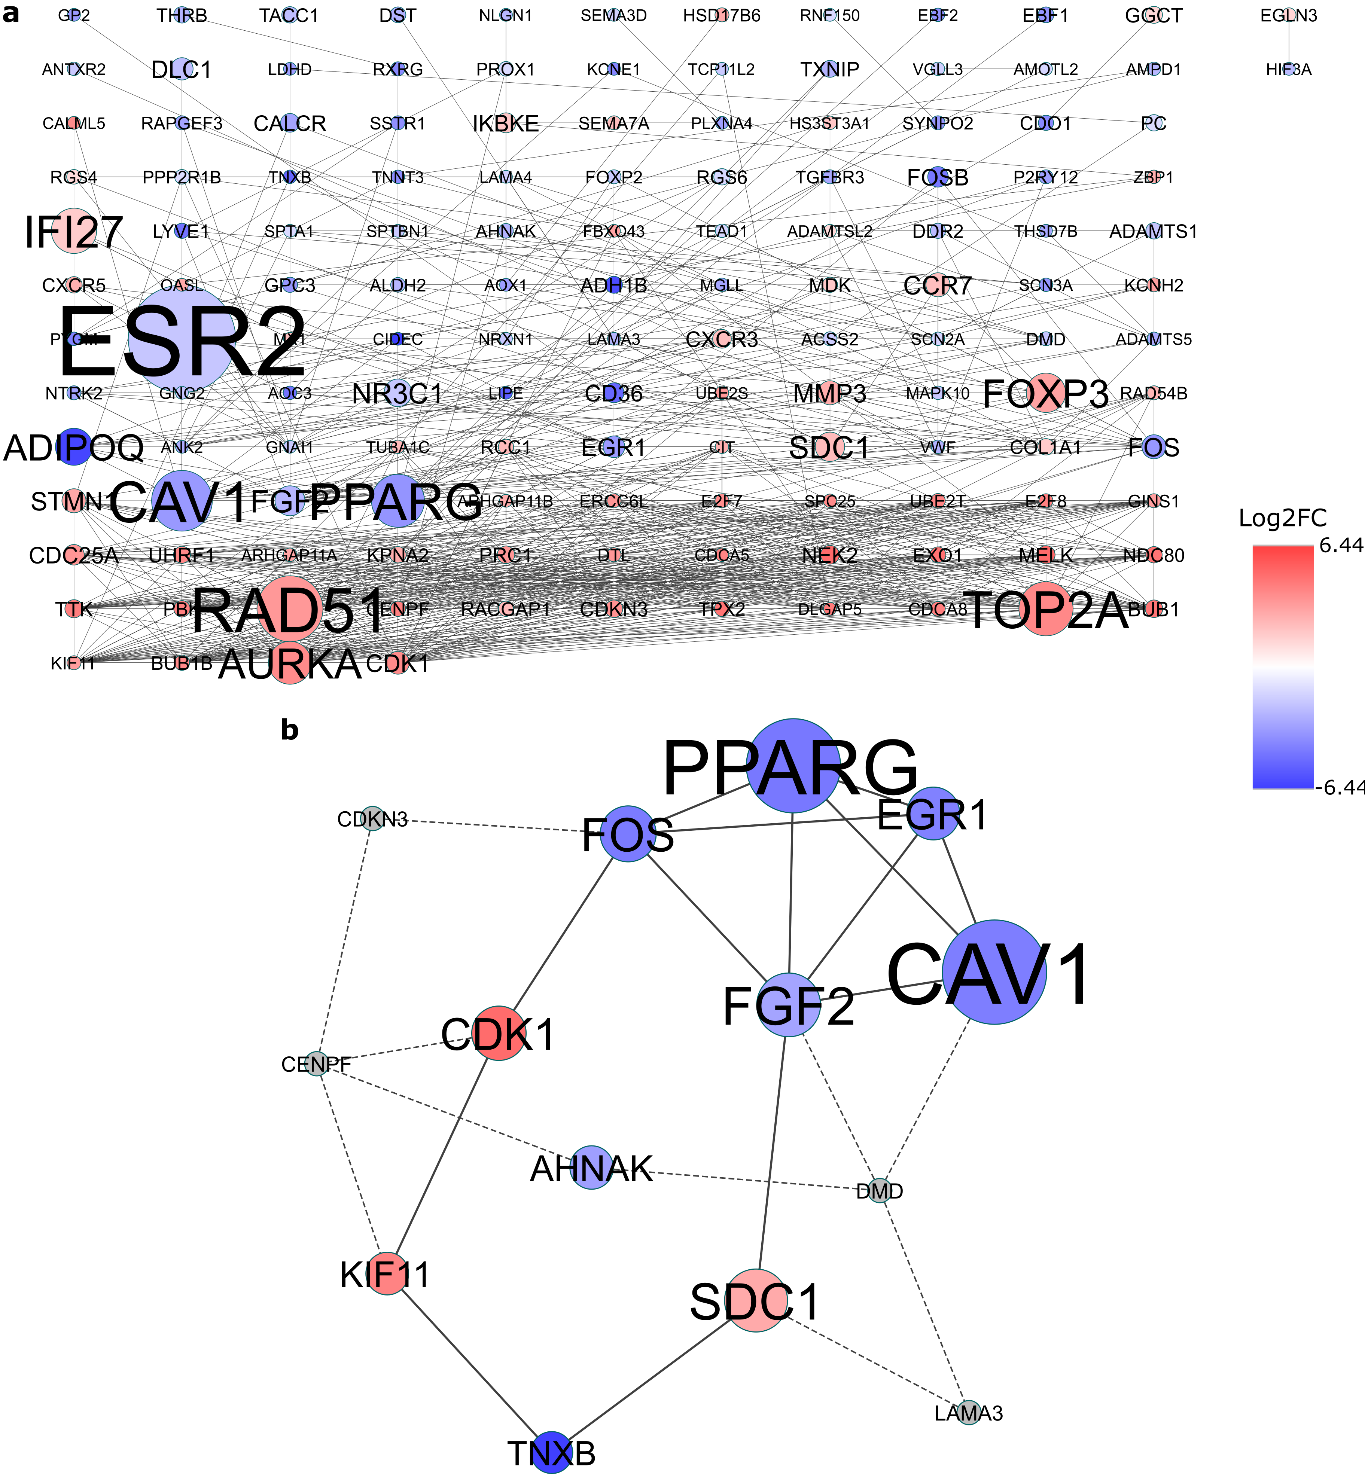 a
GP2 THRB TACC1 DST NLGN1 SEMA3D HSD17B6 RNF150 EBF2 EBF1 GGCT EGLN3
ANTXR2 DLC1 LDHD RXRG PROX1 KCNE1 TCP11L2 TXNIP VGLL3 AMOTL2 AMPD1 HIF3A
CALML5 RAPGEF3 CALCR SSTR1 IKBKE SEMA7A PLXNA4 HS3ST3A1 SYNPO2 CDO1 PC
RGS4 PPP2R1B TNXB TNNT3 LAMA4 FOXP2 RGS6 TGFBR3 FOSB P2RY12 ZBP1
IFI27 LYVE1 SPTA1 SPTBN1 AHNAK FBXO43 TEAD1 ADAMTSL2 DDR2 THSD7B ADAMTS1
CXCR5 OASL GPC3 ALDH2 AOX1 ADH1B MGLL MDK CCR7 SCN3A KCNH2
ESR2 CIDEC NRXN1 LAMA3 CXCR3 ACSS2 SCN2A DMD ADAMTS5
NTRK2 GNG2 AOC3 NR3C1 LIPE CD36 UBE2S MMP3 MAPK10 FOXP3 RAD54B
ADIPOQ ANK2 GNAI1 TUBA1C RCC1 EGR1 CIT SDC1 VWF COL1A1 FOS
STMN1 CAV1 FGF2 PPARG ARHGAP11B ERCC6L E2F7 SPC25 UBE2T E2F8 GINS1
CDC25A UHRF1 ARHGAP11A KPNA2 PRC1 DTL CDCA5 NEK2 EXO1 MELK NDC80
TTK PBK RAD51 CENPF RACGAP1 CDKN3 TPX2 DLGAP5 CDCA8 TOP2A BUB1
KIF11 BUB1B AURKA CDK1
Log2FC
6.44
-6.44
b
PPARG
EGR1
CDKN3
FOS
CAV1
FGF2
CDK1
CENPF
AHNAK
DMD
KIF11
SDC1
LAMA3
TNXB